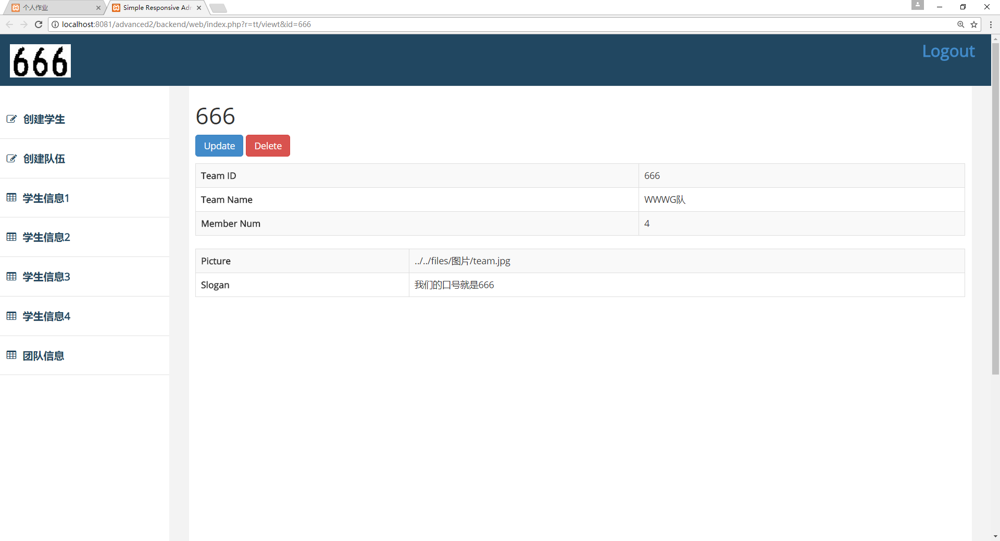 个人作业
Simple Responsive Adr
localhost:8081/advanced2/backend/web/index.php?r=tt/viewt&id=666
666
Logout
创建学生
创建队伍
学生信息1
学生信息2
学生信息3
学生信息4
团队信息
666
Update Delete
Team ID 666
Team Name WWWG队
Member Num 4
Picture ../../files/图片/team.jpg
Slogan 我们的口号就是666